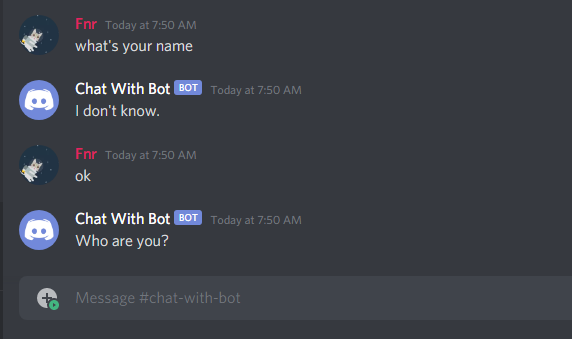 Fnr Today at 7:50 AM
what's your name
Chat With Bot BOT Today at 7:50 AM
I don't know.
Fnr Today at 7:50 AM
ok
Chat With Bot BOT Today at 7:50 AM
Who are you?
Message #chat-with-bot